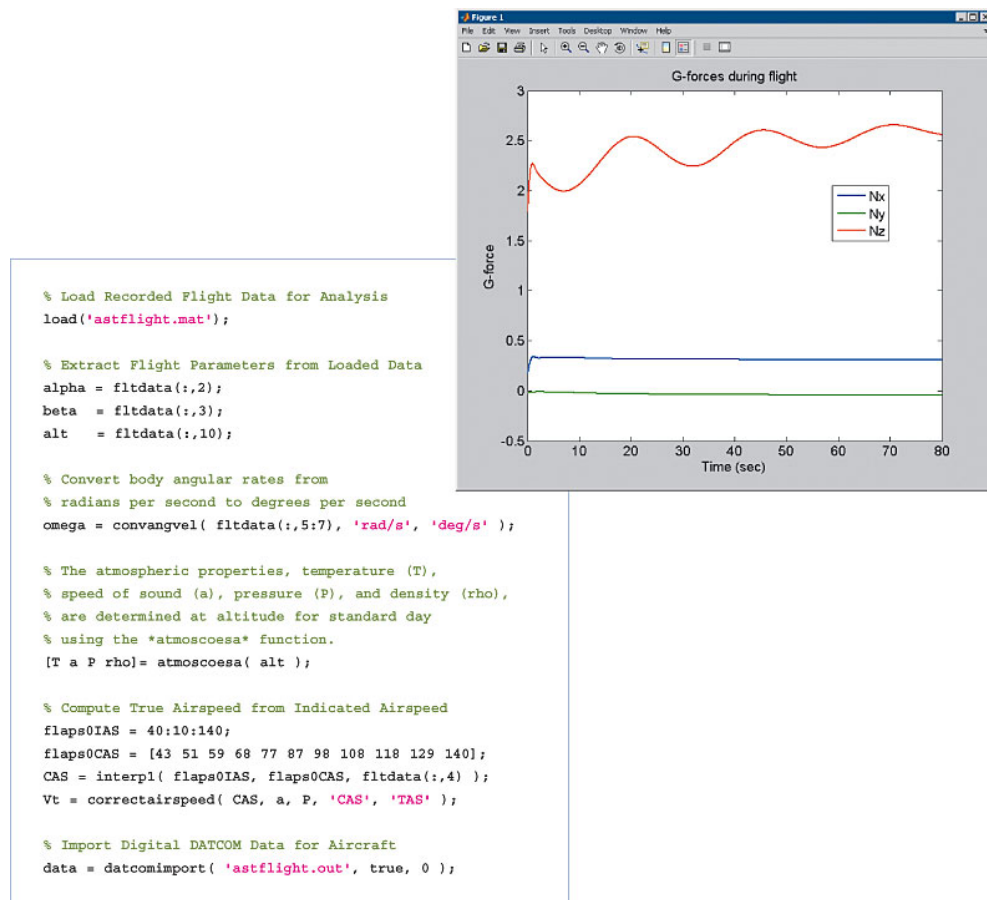 Figure 1
File Edit View Insert Tools Desktop Window Help
G-forces during flight
3
2.5
2
1.5
1
0.5
0
-0.5
G-force
Nx
Ny
Nz
0 10 20 30 40 50 60 70 80
Time (sec)
% Load Recorded Flight Data for Analysis
load('astflight.mat');
% Extract Flight Parameters from Loaded Data
alpha = fltdata(:,2);
beta = fltdata(:,3);
alt = fltdata(:,10);
% Convert body angular rates from
% radians per second to degrees per second
omega = convangvel( fltdata(:,5:7), 'rad/s', 'deg/s' );
% The atmospheric properties, temperature (T),
% speed of sound (a), pressure (P), and density (rho),
% are determined at altitude for standard day
% using the *atmoscoesa* function.
[T a P rho]= atmoscoesa( alt );
% Compute True Airspeed from Indicated Airspeed
flaps0IAS = 40:10:140;
flaps0CAS = [43 51 59 68 77 87 98 108 118 129 140];
CAS = interp1( flaps0IAS, flaps0CAS, fltdata(:,4) );
Vt = correctairspeed( CAS, a, P, 'CAS', 'TAS' );
% Import Digital DATCOM Data for Aircraft
data = datcomimport( 'astflight.out', true, 0 );